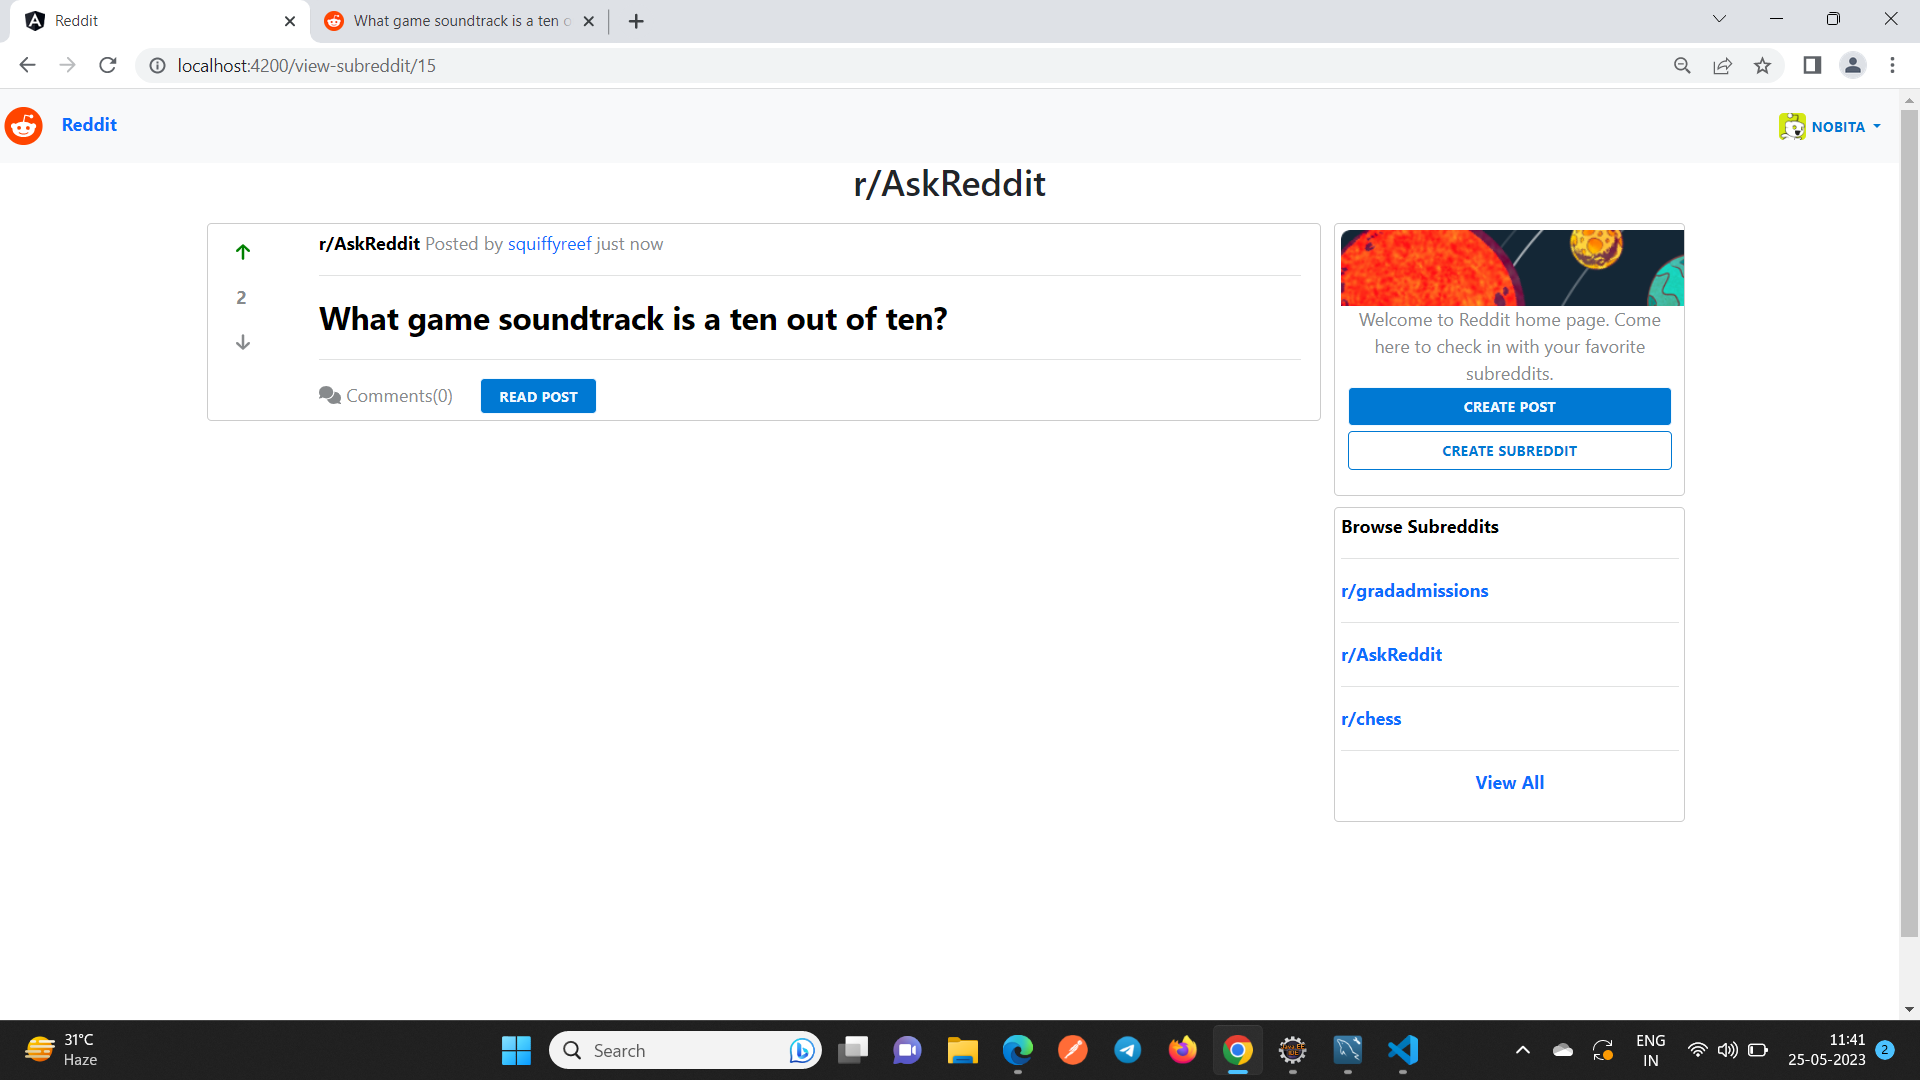 Reddit
What game soundtrack is a ten o
localhost:4200/view-subreddit/15
Reddit
NOBITA
r/AskReddit
r/AskReddit Posted by squiffyreef just now
2
What game soundtrack is a ten out of ten?
Comments(0)
READ POST
Welcome to Reddit home page. Come
here to check in with your favorite
subreddits.
CREATE POST
CREATE SUBREDDIT
Browse Subreddits
r/gradadmissions
r/AskReddit
r/chess
View All
31°C
Haze
Search
ENG
IN
11:41
25-05-2023
2